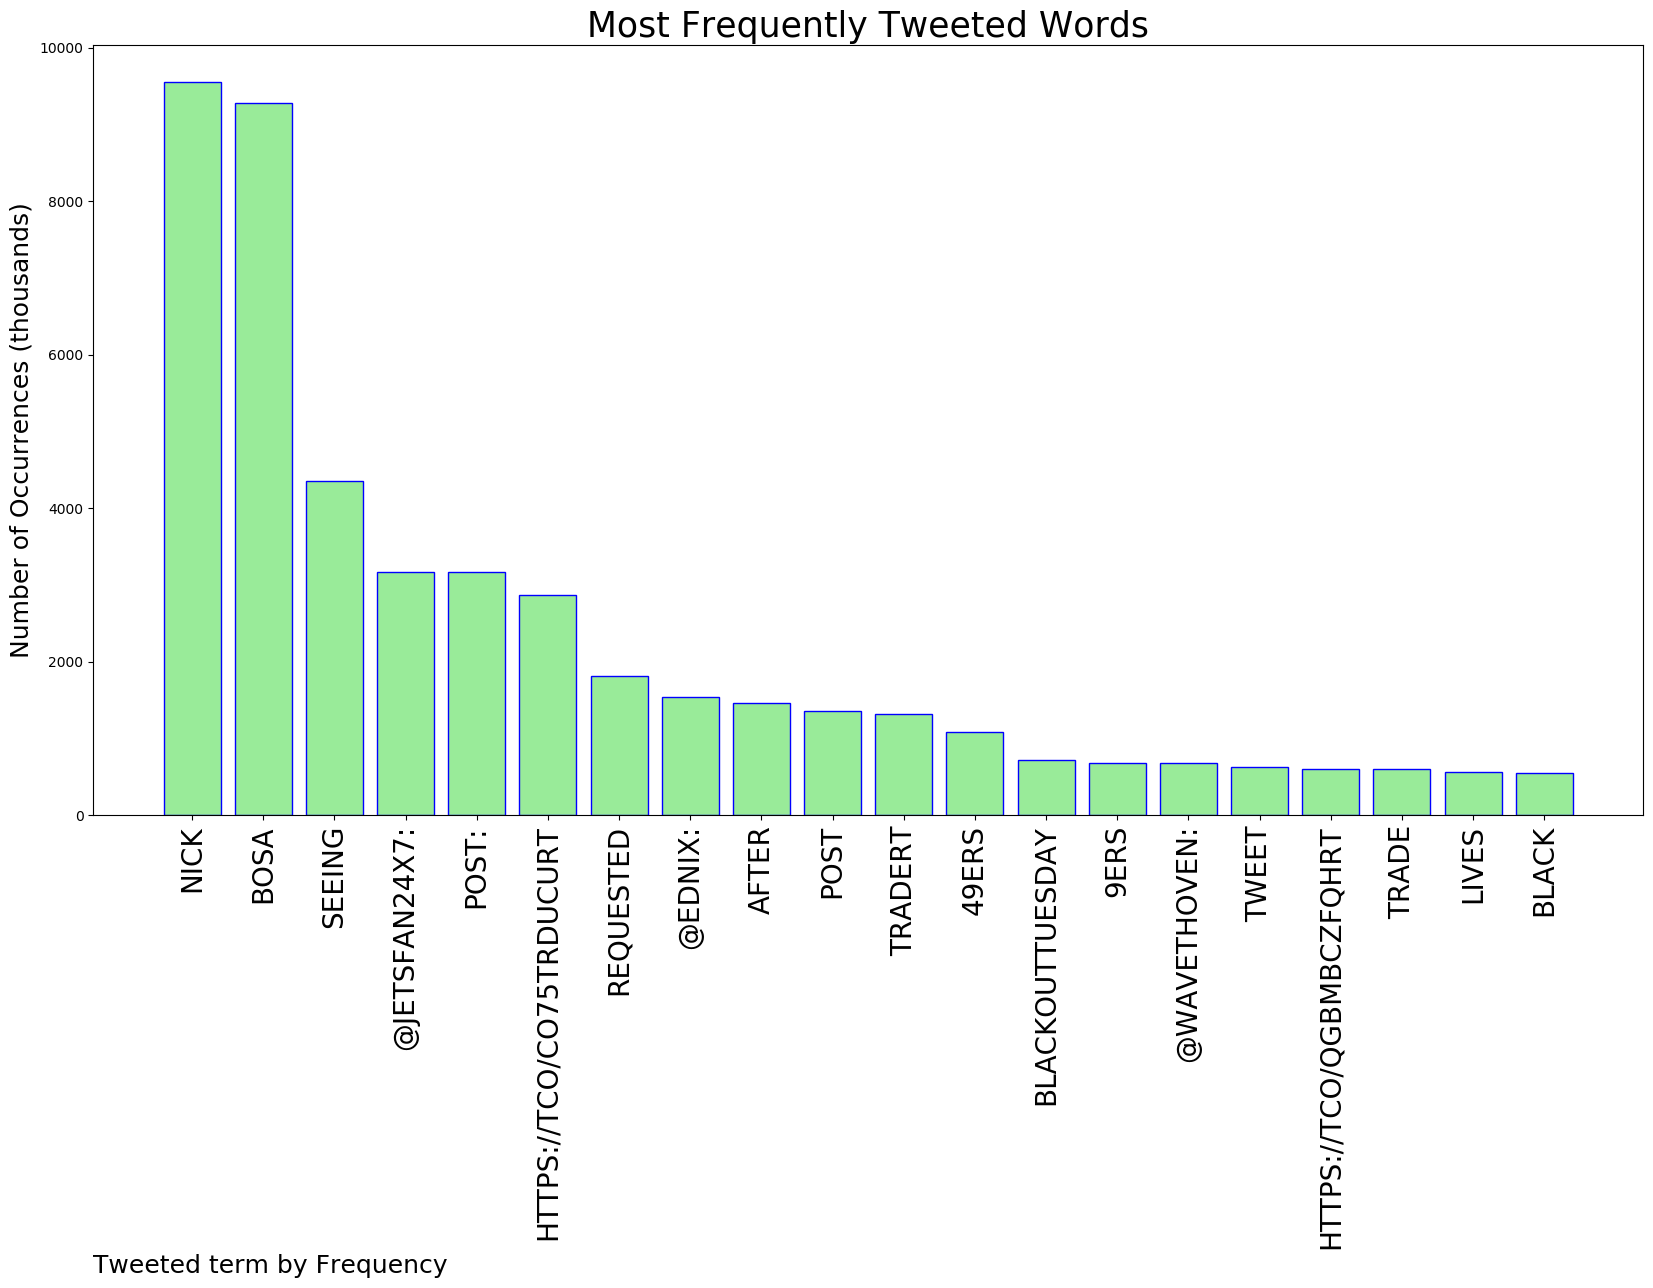 Most Frequently Tweeted Words
Number of Occurrences (thousands)
10000
8000
6000
4000
2000
0
NICK
BOSA
SEEING
@JETSFAN24X7:
POST:
HTTPS://TCO/CO75TRDUCURT
REQUESTED
@EDNIX:
AFTER
POST
TRADERT
49ERS
BLACKOUTTUESDAY
9ERS
@WAVETHOVEN:
TWEET
HTTPS://TCO/QGBMBCZFQHRT
TRADE
LIVES
BLACK
Tweeted term by Frequency